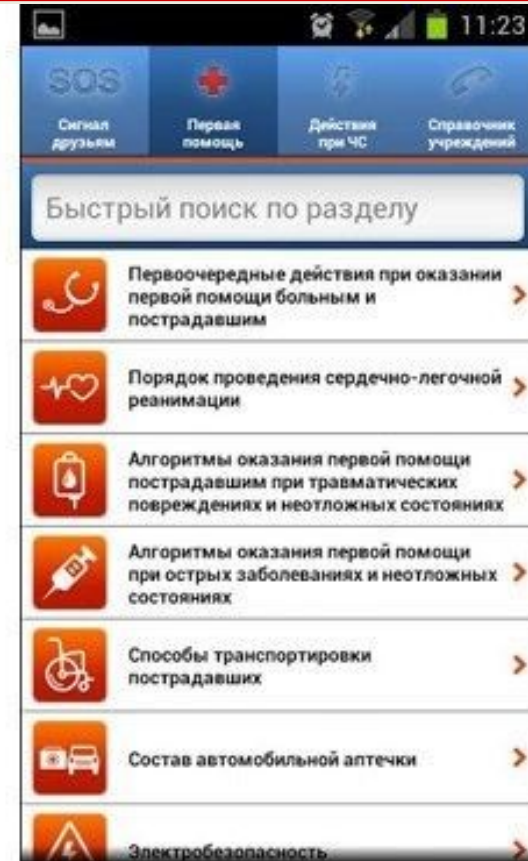 11:23
SOS
Сигнал
друзьям
Первая
помощь
Действия
при ЧС
Справочник
учреждений
Быстрый поиск по разделу
Первоочередные действия при оказании
первой помощи больным и
пострадавшим
Порядок проведения сердечно-легочной
реанимации
Алгоритмы оказания первой помощи
пострадавшим при травматических
повреждениях и неотложных состояниях
Алгоритмы оказания первой помощи
при острых заболеваниях и неотложных
состояниях
Способы транспортировки
пострадавших
Состав автомобильной аптечки
Электробезопасность